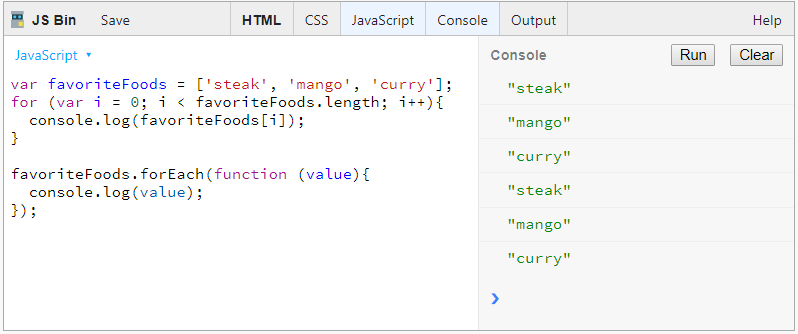 JS Bin Save HTML CSS JavaScript Console Output Help
JavaScript
var favoriteFoods = ['steak', 'mango', 'curry'];
for (var i = 0; i < favoriteFoods.length; i++){
  console.log(favoriteFoods[i]);
}
favoriteFoods.forEach(function (value){
  console.log(value);
});
Console Run Clear
"steak"
"mango"
"curry"
"steak"
"mango"
"curry"